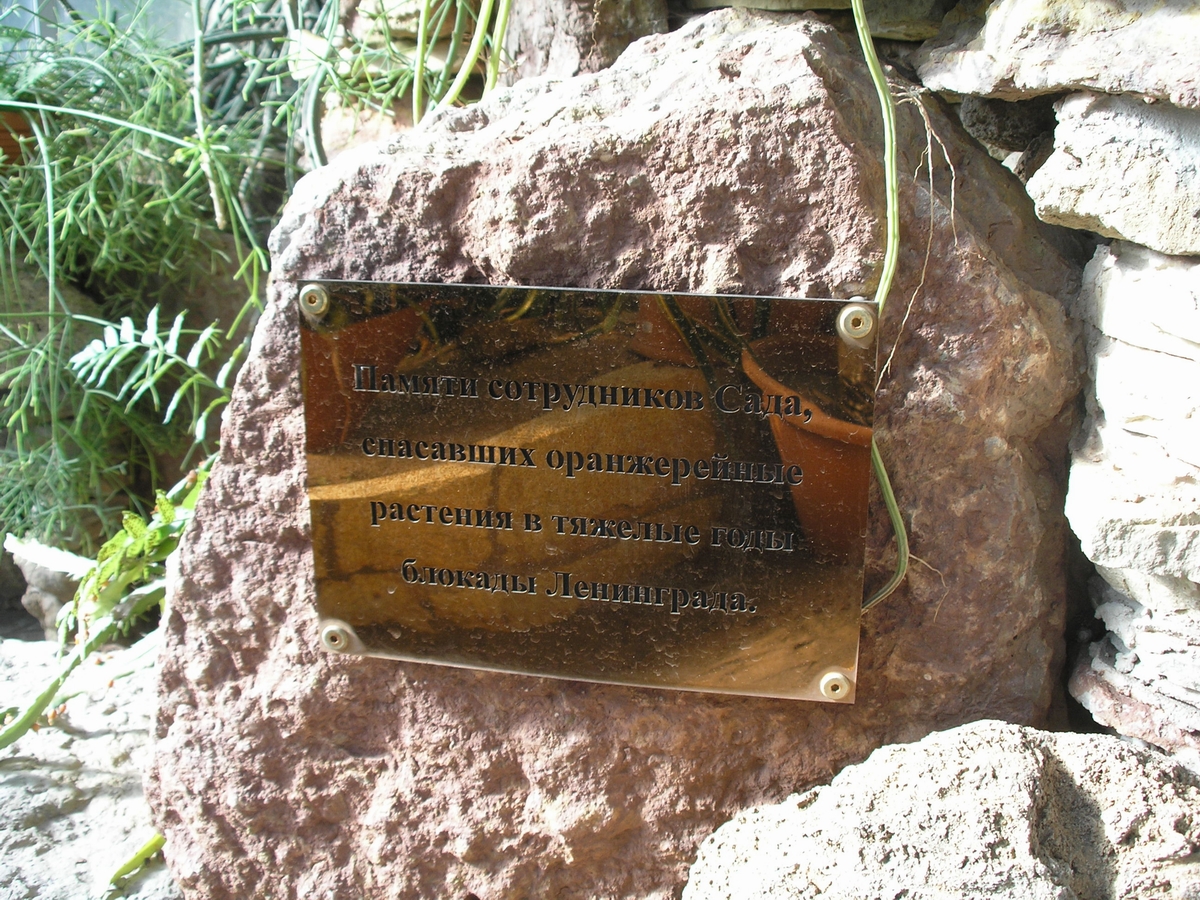 Памяти сотрудников Сада,
спасавших оранжерейные
растения в тяжелые годы
блокады Ленинграда.